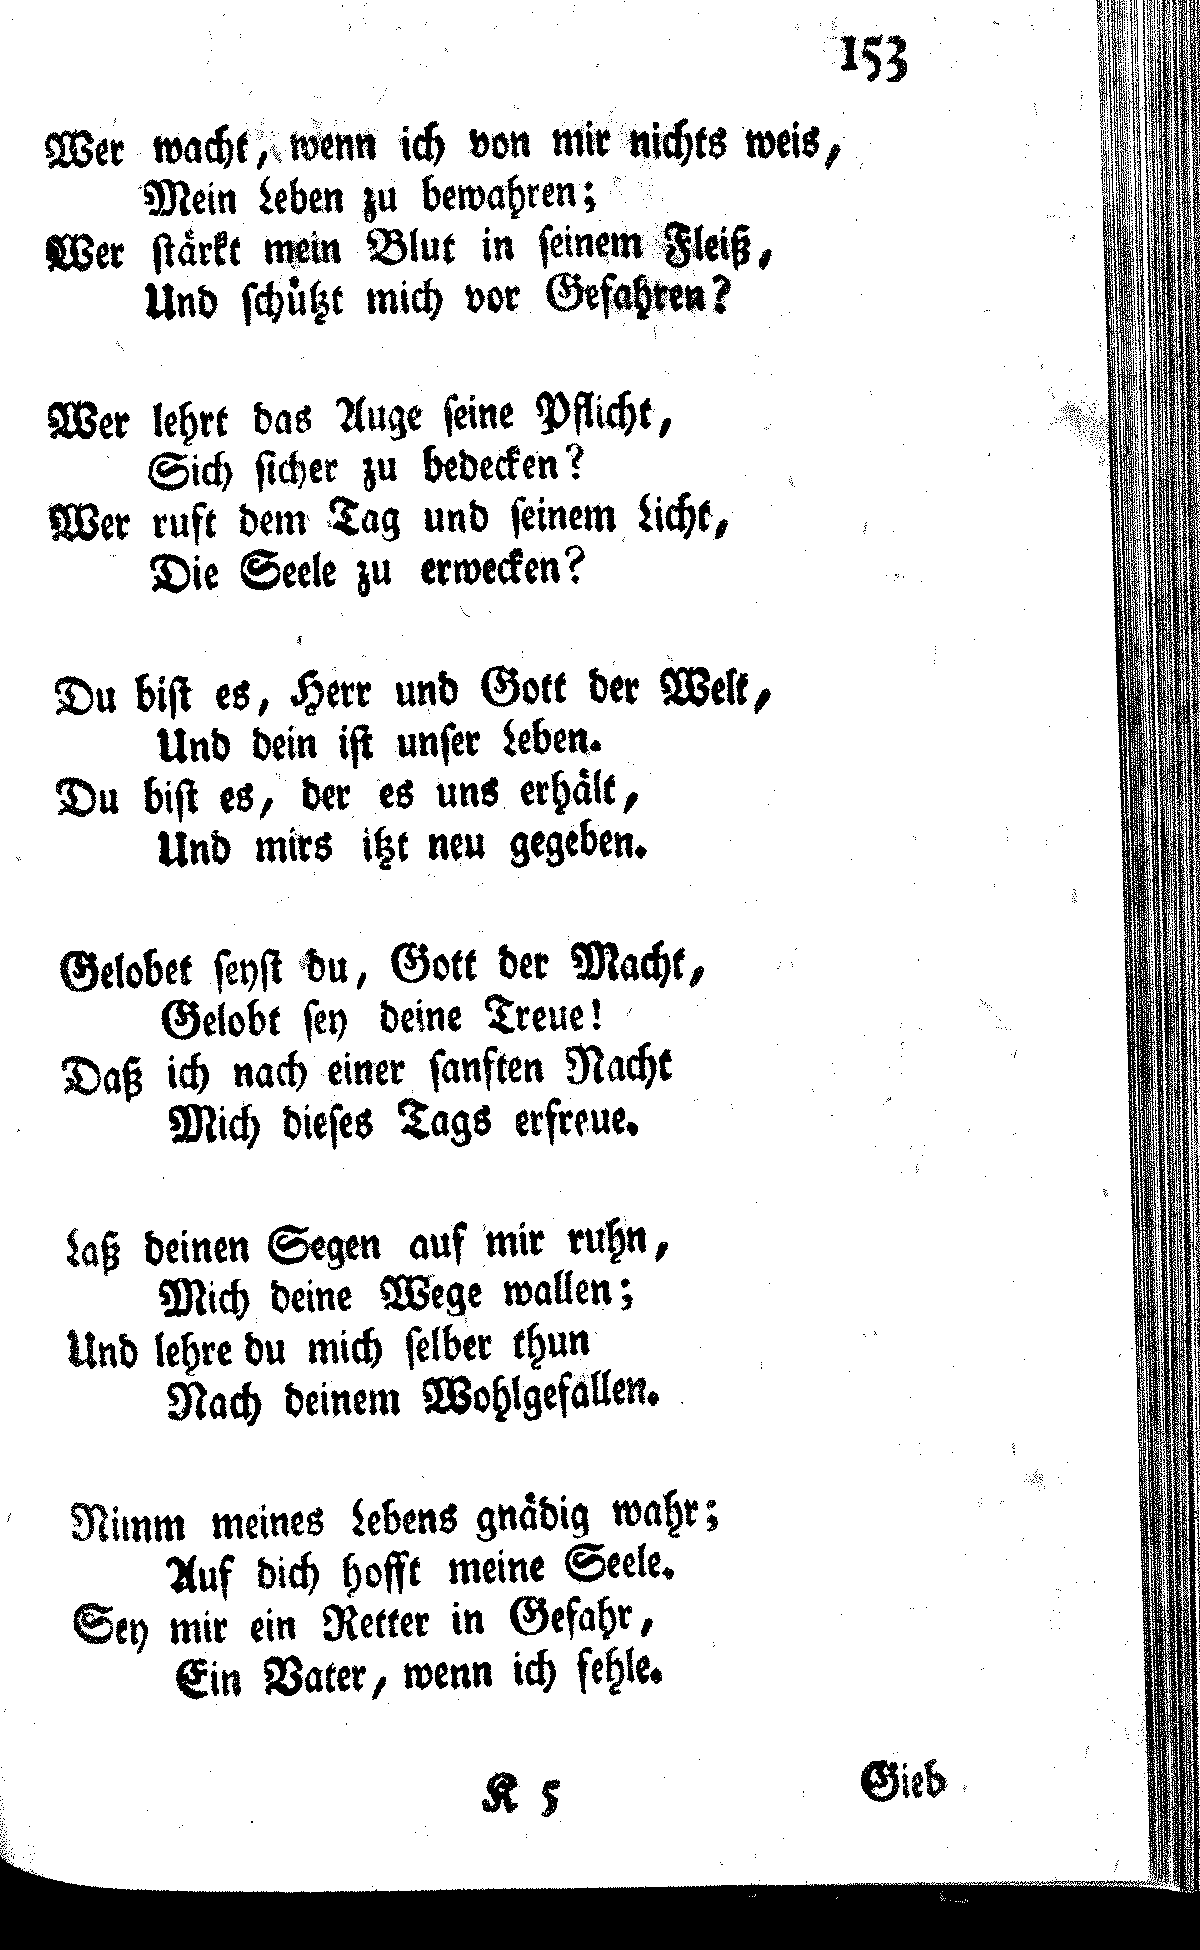 153
Wer wacht, wenn ich von mir nichts weis,
Mein Leben zu bewahren;
Wer stärkt mein Blut in seinem Fleiß,
Und schützt mich vor Gefahren?
Wer lehrt das Auge seine Pflicht,
Sich sicher zu bedecken?
Wer ruft dem Tag und seinem Licht,
Die Seele zu erwecken?
Du bist es, Herr und Gott der Welt,
Und dein ist unser Leben.
Du bist es, der es uns erhält,
Und mirs itzt neu gegeben.
Gelobet seyst du, Gott der Macht,
Gelobt sey deine Treue!
Daß ich nach einer sanften Nacht
Mich dieses Tags erfreue.
Laß deinen Segen auf mir ruhn,
Mich deine Wege wallen;
Und lehre du mich selber thun
Nach deinem Wohlgefallen.
Nimm meines Lebens gnädig wahr;
Auf dich hofft meine Seele.
Sey mir ein Retter in Gefahr,
Ein Vater, wenn ich fehle.
K 5
Gieb